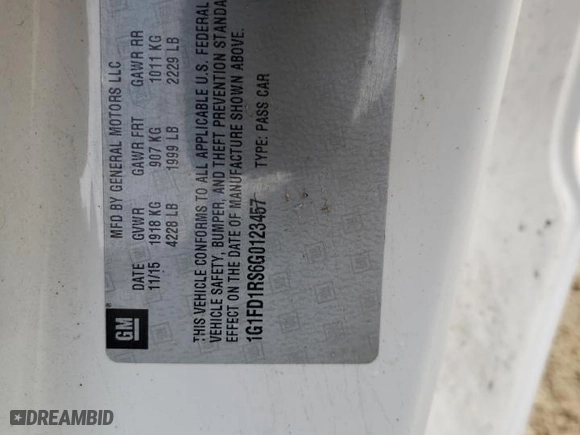 MFD BY GENERAL MOTORS LLC
DATE GVWR GAWR FRT GAWR RR
11/15 1918 KG 907 KG 1011 KG
4228 LB 1999 LB 2229 LB
THIS VEHICLE CONFORMS TO ALL APPLICABLE U.S. FEDERAL
VEHICLE SAFETY, BUMPER, AND THEFT PREVENTION STANDA
EFFECT ON THE DATE OF MANUFACTURE SHOWN ABOVE.
1G1FD1RS6G0123457 TYPE: PASS CAR
GM
®
DREAMBID